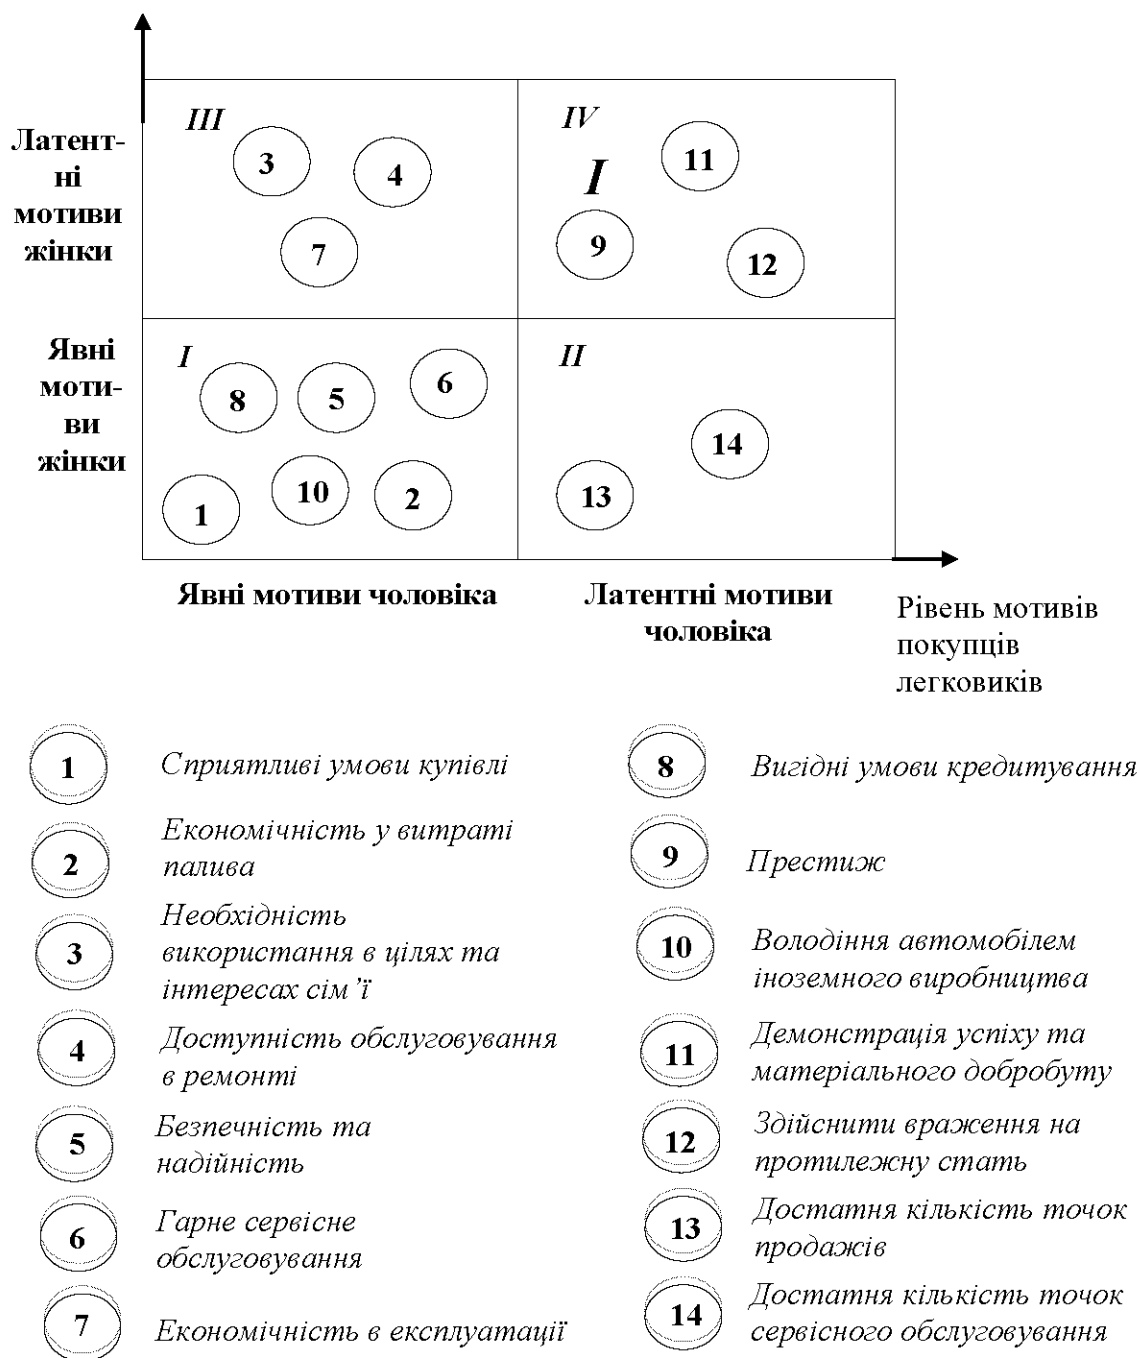 Латент-
ні
мотиви
жінки
III
3
4
7
IV
I
11
9
12
Явні
моти-
ви
жінки
I
8
5
6
1
10
2
II
14
13
Явні мотиви чоловіка
Латентні мотиви
чоловіка
Рівень мотивів
покупців
легковиків
1
Сприятливі умови купівлі
2
Економічність у витраті
палива
3
Необхідність
використання в цілях та
інтересах сім’ї
4
Доступність обслуговування
в ремонті
5
Безпечність та
надійність
6
Гарне сервісне
обслуговування
7
Економічність в експлуатації
8
Вигідні умови кредитування
9
Престиж
10
Володіння автомобілем
іноземного виробництва
11
Демонстрація успіху та
матеріального добробуту
12
Здійснити враження на
протилежну стать
13
Достатня кількість точок
продажів
14
Достатня кількість точок
сервісного обслуговування